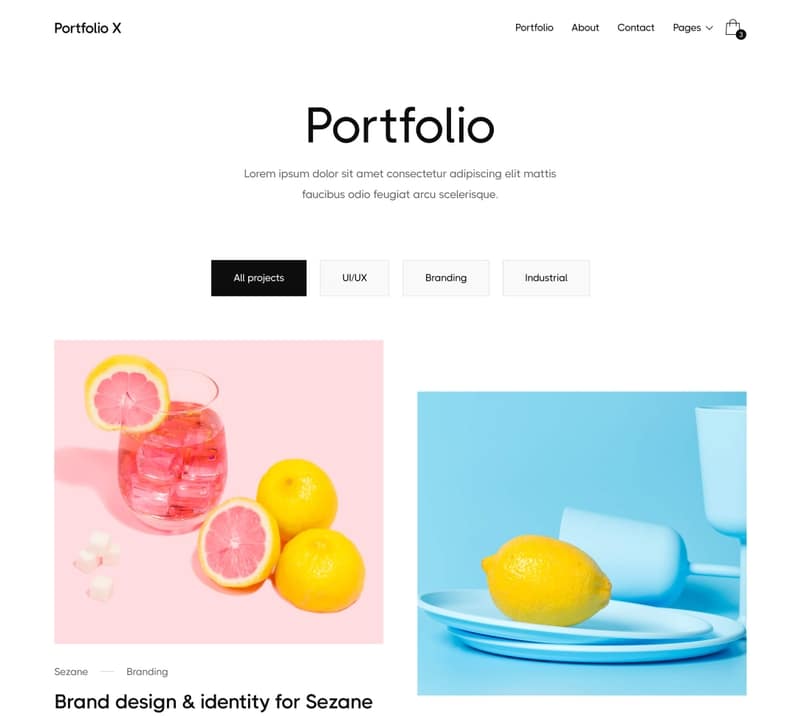 Portfolio X
Portfolio
About
Contact
Pages
3
Portfolio
Lorem ipsum dolor sit amet consectetur adipiscing elit mattis
faucibus odio feugiat arcu scelerisque.
All projects
UI/UX
Branding
Industrial
Sezane
Branding
Brand design & identity for Sezane